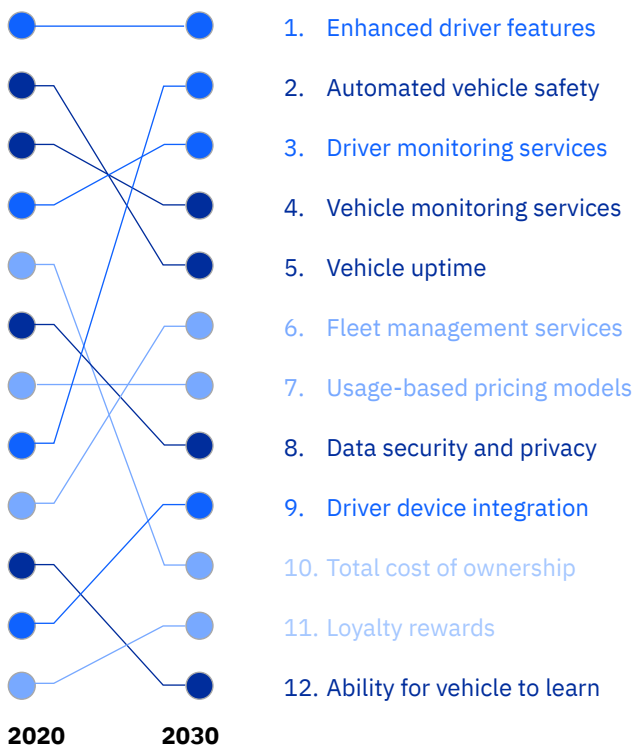 1. Enhanced driver features
2. Automated vehicle safety
3. Driver monitoring services
4. Vehicle monitoring services
5. Vehicle uptime
6. Fleet management services
7. Usage-based pricing models
8. Data security and privacy
9. Driver device integration
10. Total cost of ownership
11. Loyalty rewards
12. Ability for vehicle to learn
2020 2030